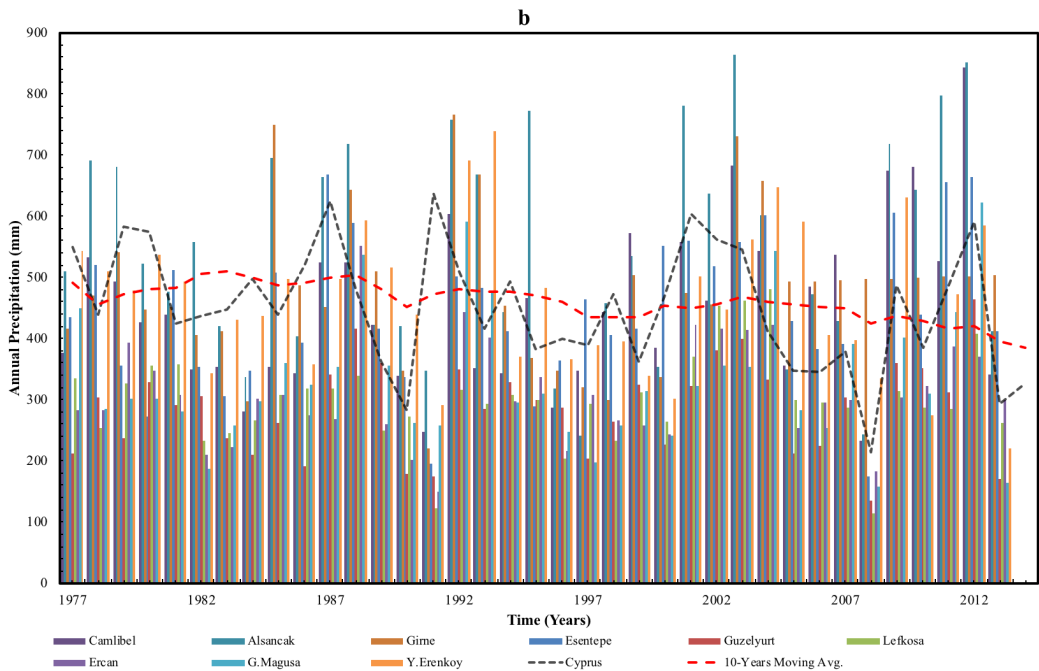 b
900
800
700
600
500
400
300
200
100
0
Annual Precipitation (mm)
1977 1982 1987 1992 1997 2002 2007 2012
Time (Years)
Camlibel Alsancak Girne Esentepe Guzelyurt Lefkosa
Ercan G.Magusa Y.Erenkoy Cyprus 10-Years Moving Avg.